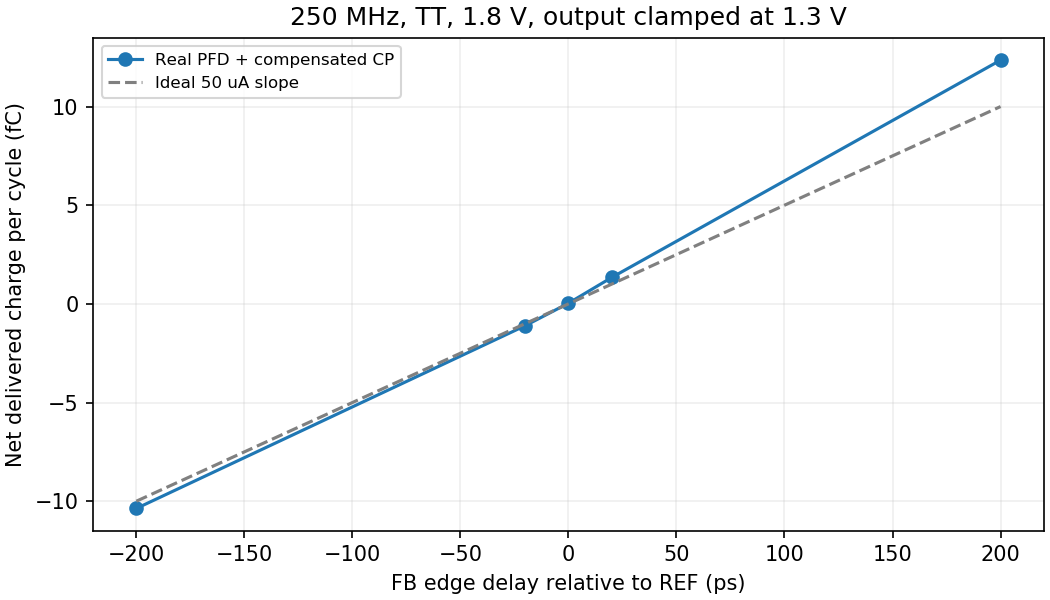 250 MHz, TT, 1.8 V, output clamped at 1.3 V
Real PFD + compensated CP
Ideal 50 uA slope
Net delivered charge per cycle (fC)
10
5
0
−5
−10
−200 −150 −100 −50 0 50 100 150 200
FB edge delay relative to REF (ps)